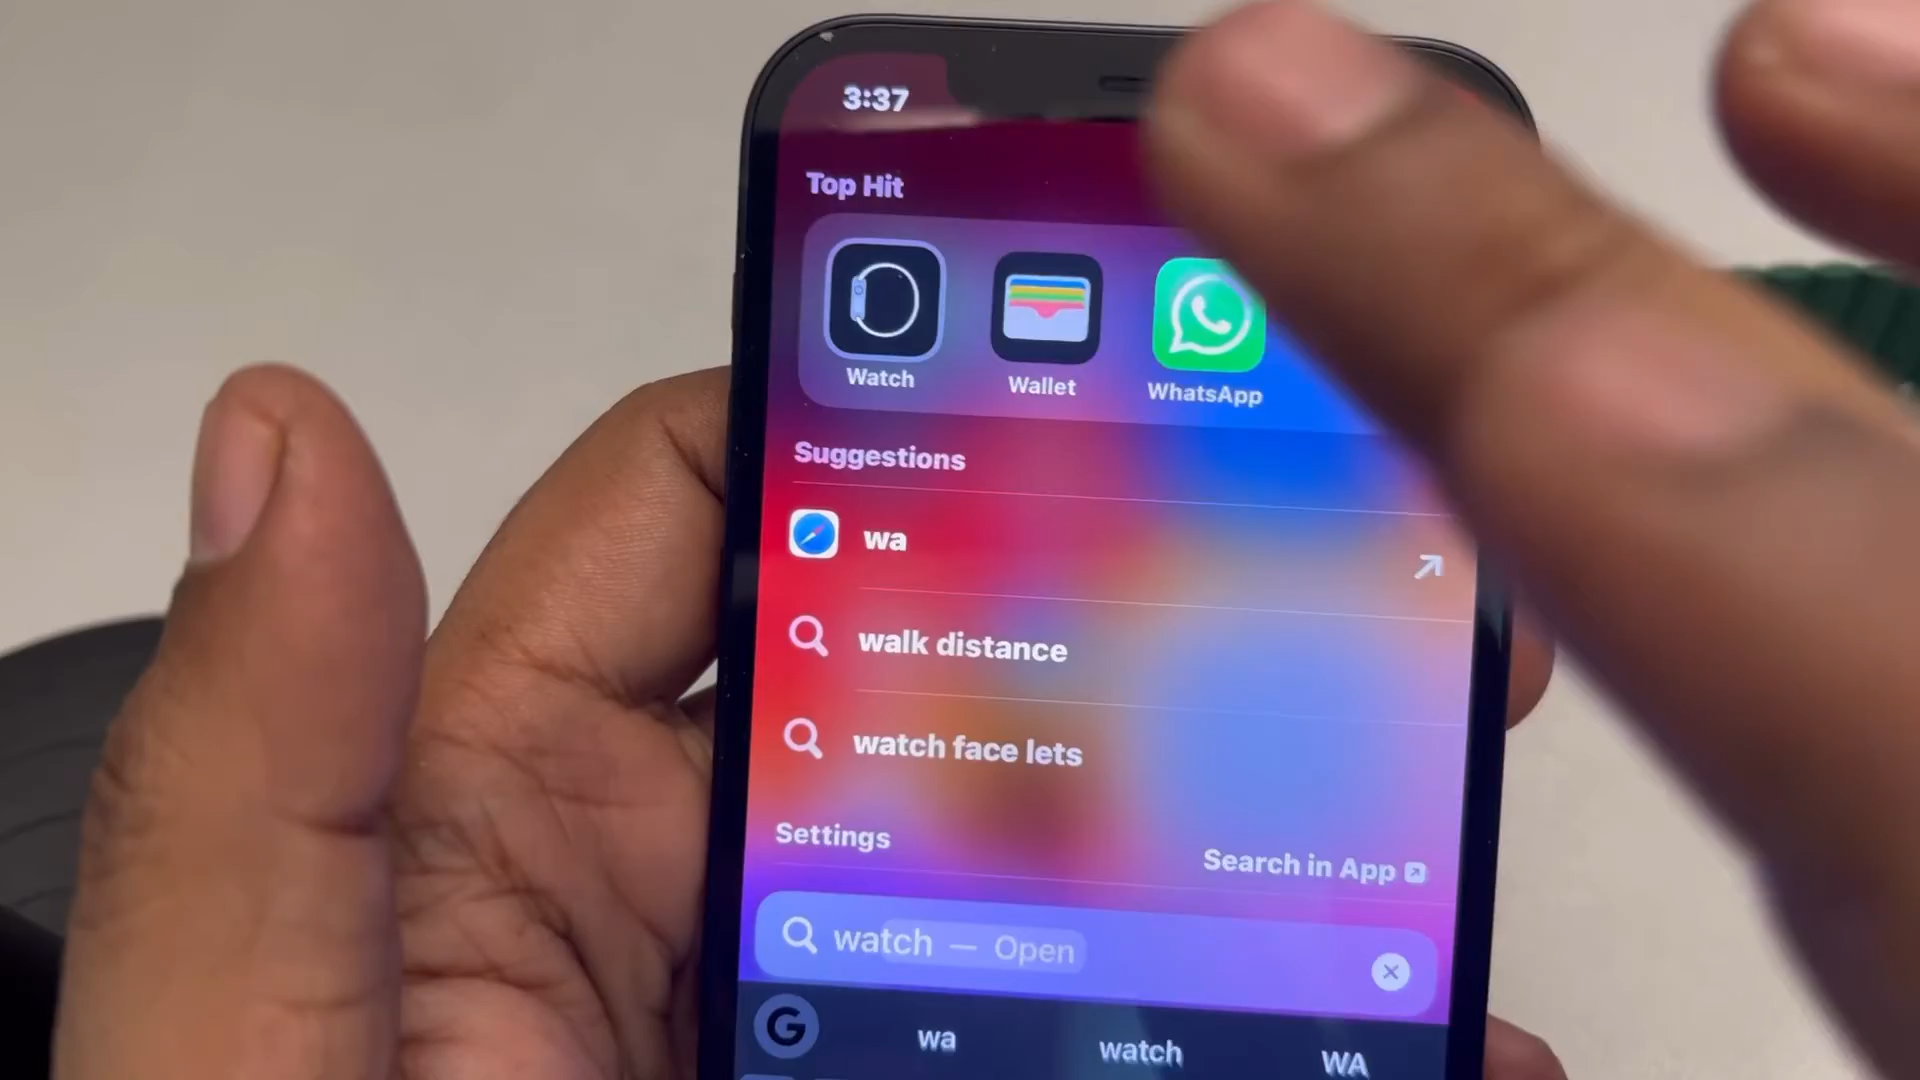 3:37
Top Hit
Watch
Wallet
WhatsApp
Suggestions
wa
walk distance
watch face lets
Settings
Search in App
watch — Open
G
wa
watch
WA